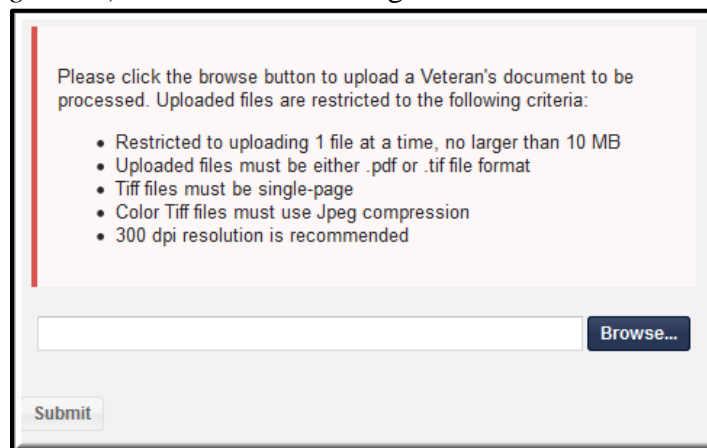 Please click the browse button to upload a Veteran's document to be
processed. Uploaded files are restricted to the following criteria:
• Restricted to uploading 1 file at a time, no larger than 10 MB
• Uploaded files must be either .pdf or .tif file format
• Tiff files must be single-page
• Color Tiff files must use Jpeg compression
• 300 dpi resolution is recommended
Browse...
Submit